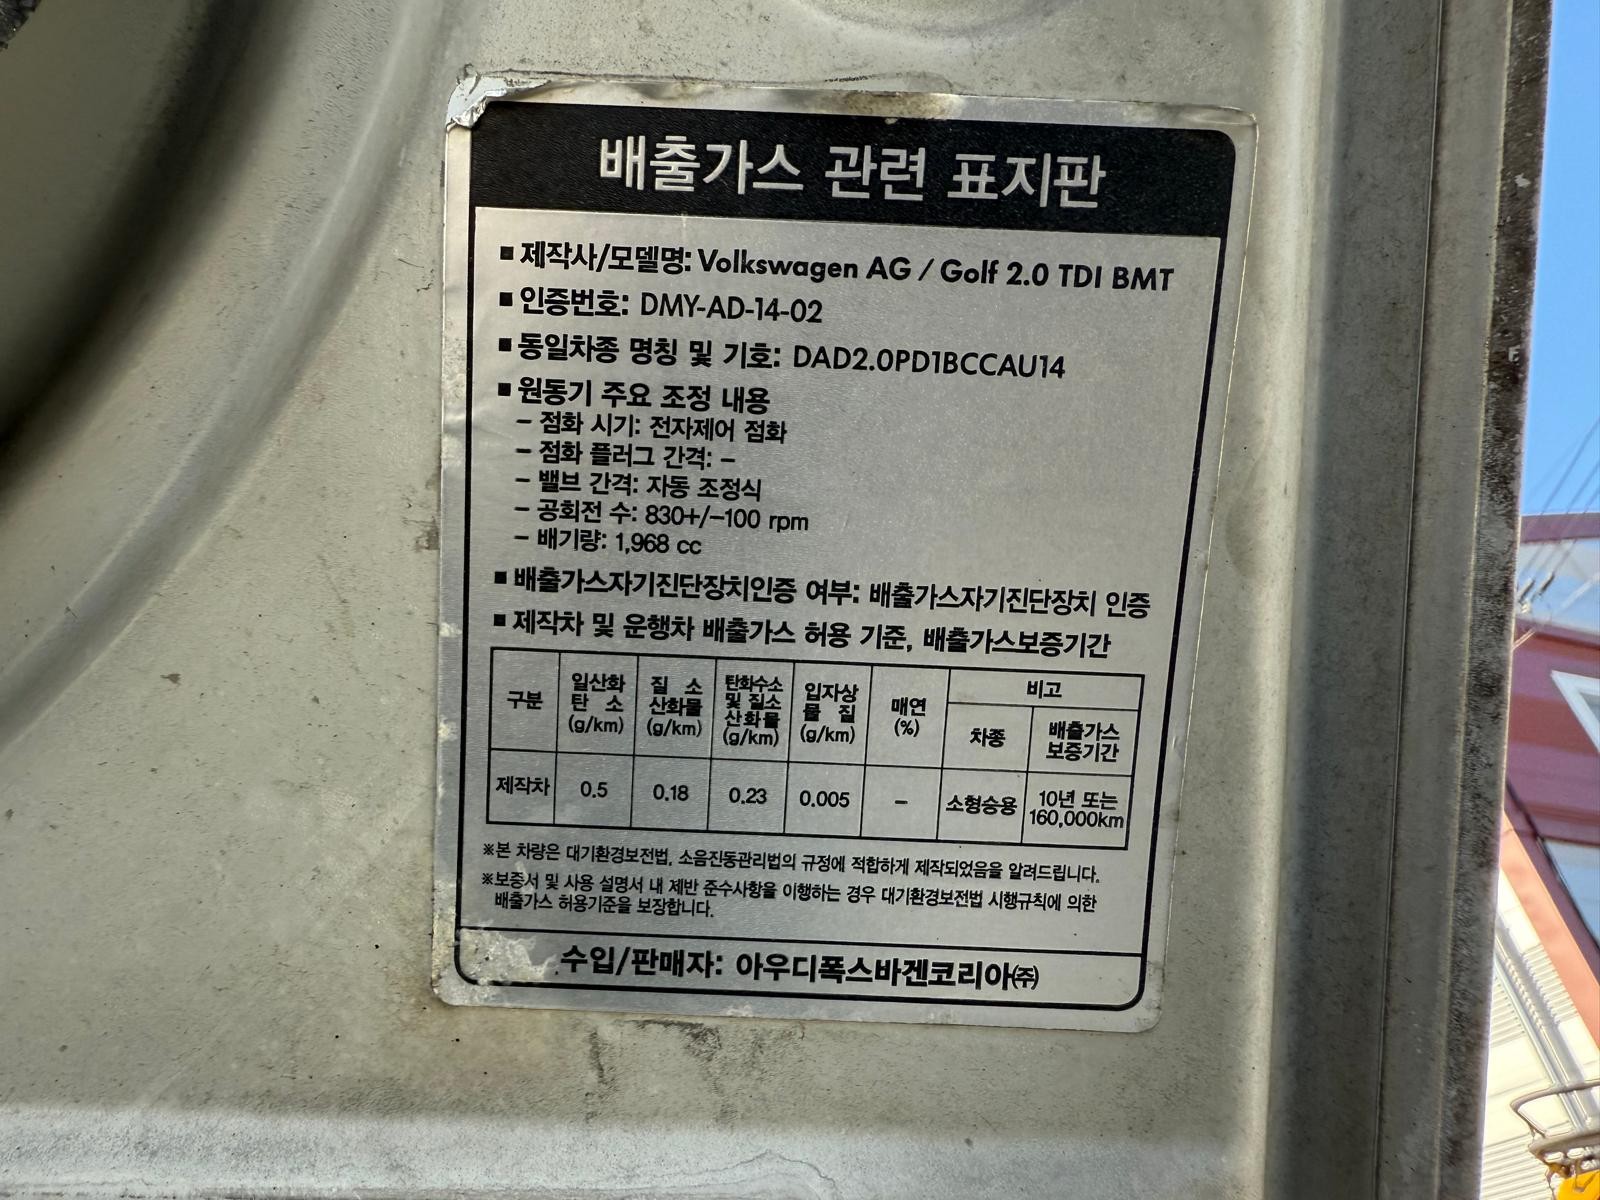 배출가스 관련 표지판
■ 제작사/모델명: Volkswagen AG / Golf 2.0 TDI BMT
■ 인증번호: DMY-AD-14-02
■ 동일차종 명칭 및 기호: DAD2.0PD1BCCAU14
■ 원동기 주요 조정 내용
– 점화 시기: 전자제어 점화
– 점화 플러그 간격: –
– 밸브 간격: 자동 조정식
– 공회전 수: 830+/–100 rpm
– 배기량: 1,968 cc
■ 배출가스자기진단장치인증 여부: 배출가스자기진단장치 인증
■ 제작차 및 운행차 배출가스 허용 기준, 배출가스보증기간
구분
일산화
탄 소
(g/km)
질 소
산화물
(g/km)
탄화수소
및 질소
산화물
(g/km)
입자상
물 질
(g/km)
매연
(%)
비고
차종
배출가스
보증기간
제작차 0.5 0.18 0.23 0.005 – 소형승용
10년 또는
160,000km
※본 차량은 대기환경보전법, 소음진동관리법의 규정에 적합하게 제작되었음을 알려드립니다.
※보증서 및 사용 설명서 내 제반 준수사항을 이행하는 경우 대기환경보전법 시행규칙에 의한
배출가스 허용기준을 보장합니다.
수입/판매자: 아우디폭스바겐코리아㈜